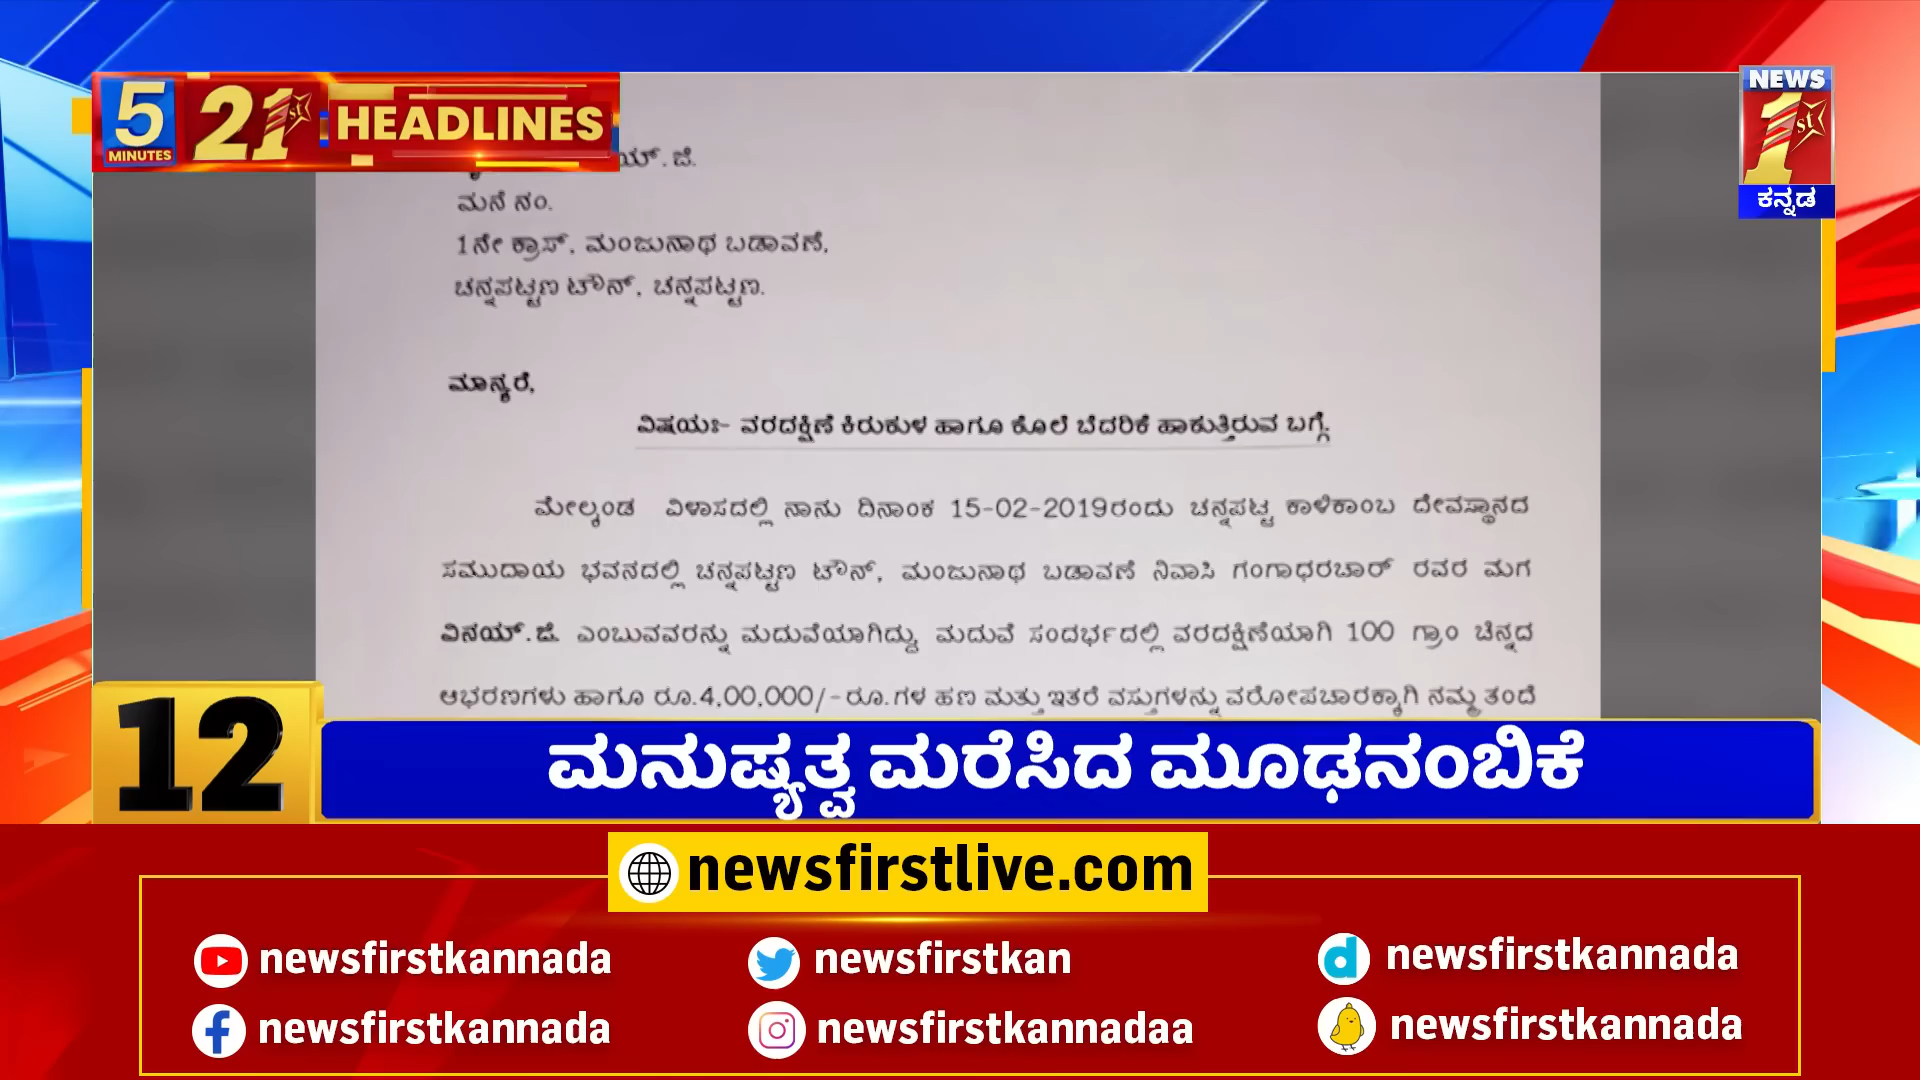 5 MINUTES 21st HEADLINES
NEWS 1st ಕನ್ನಡ
ಯ್.ಜೆ.
ಮನೆ ನಂ.
1ನೇ ಕ್ರಾಸ್, ಮಂಜುನಾಥ ಬಡಾವಣೆ,
ಚನ್ನಪಟ್ಟಣ ಟೌನ್, ಚನ್ನಪಟ್ಟಣ.
ಮಾನ್ಯರೆ,
ವಿಷಯಃ- ವರದಕ್ಷಿಣೆ ಕಿರುಕುಳ ಹಾಗೂ ಕೊಲೆ ಬೆದರಿಕೆ ಹಾಕುತ್ತಿರುವ ಬಗ್ಗೆ.
ಮೇಲ್ಕಂಡ ವಿಳಾಸದಲ್ಲಿ ನಾನು ದಿನಾಂಕ 15-02-2019ರಂದು ಚನ್ನಪಟ್ಟ ಕಾಳಿಕಾಂಬ ದೇವಸ್ಥಾನದ
ಸಮುದಾಯ ಭವನದಲ್ಲಿ ಚನ್ನಪಟ್ಟಣ ಟೌನ್, ಮಂಜುನಾಥ ಬಡಾವಣೆ ನಿವಾಸಿ ಗಂಗಾಧರಚಾರ್ ರವರ ಮಗ
ವಿನಯ್.ಜೆ. ಎಂಬುವವರನ್ನು ಮದುವೆಯಾಗಿದ್ದು, ಮದುವೆ ಸಂದರ್ಭದಲ್ಲಿ ವರದಕ್ಷಿಣೆಯಾಗಿ 100 ಗ್ರಾಂ ಚಿನ್ನದ
ಆಭರಣಗಳು ಹಾಗೂ ರೂ.4,00,000/- ರೂ.ಗಳ ಹಣ ಮತ್ತು ಇತರೆ ವಸ್ತುಗಳನ್ನು ವರೋಪಚಾರಕ್ಕಾಗಿ ನಮ್ಮ ತಂದೆ
12 ಮನುಷ್ಯತ್ವ ಮರೆಸಿದ ಮೂಢನಂಬಿಕೆ
newsfirstlive.com
newsfirstkannada newsfirstkan newsfirstkannada
newsfirstkannada newsfirstkannadaa newsfirstkannada